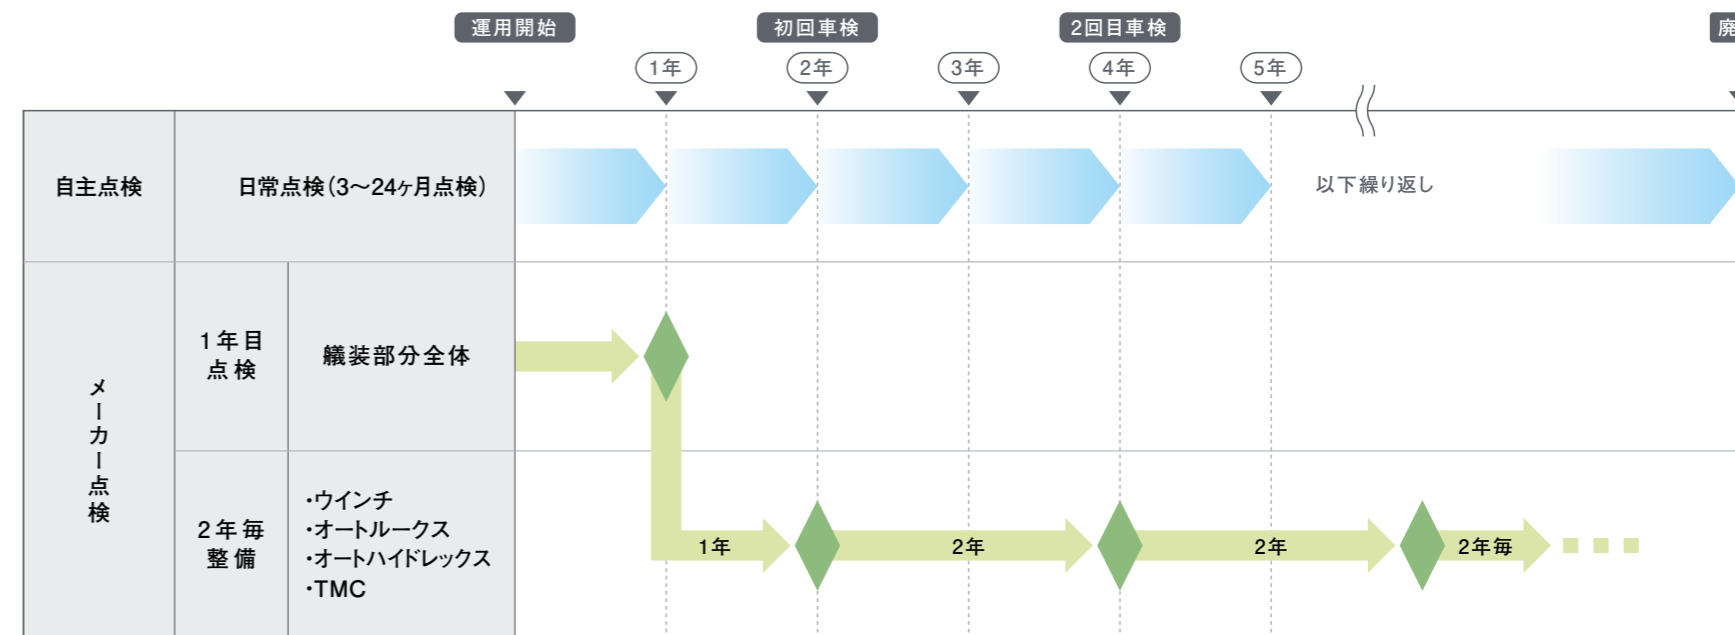 運用開始
初回車検
2回目車検
廃
1年
2年
3年
4年
5年
自主点検
日常点検(3〜24ヶ月点検)
以下繰り返し
メーカー点検
1年目
点検
艤装部分全体
2年毎
整備
・ウインチ
・オートルークス
・オートハイドレックス
・TMC
1年
2年
2年
2年毎